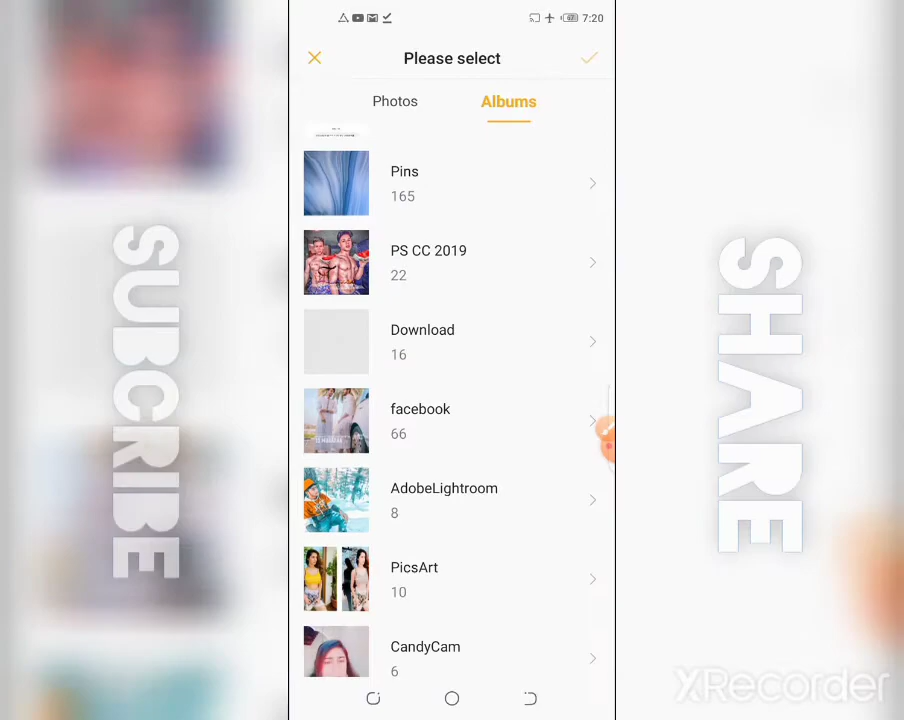 7:20
Please select
Photos
Albums
Pins
165
PS CC 2019
22
Download
16
facebook
66
AdobeLightroom
8
PicsArt
10
CandyCam
6
SUBCRIBE
SHARE
XRecorder